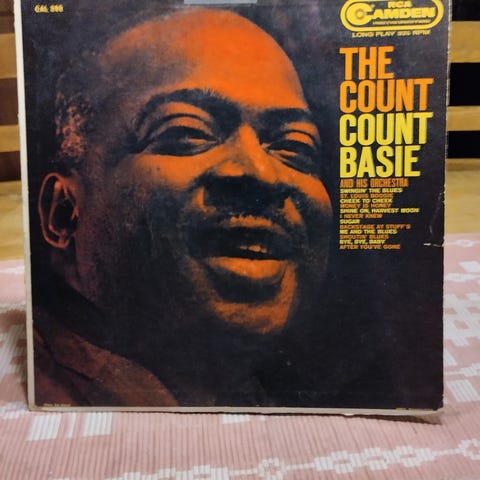 CAL 395
RCA
CAMDEN
LONG PLAY 33⅓ RPM
THE
COUNT
COUNT
BASIE
AND HIS ORCHESTRA
SWINGIN' THE BLUES
ST. LOUIS BOOGIE
CHEEK TO CHEEK
MONEY IS HONEY
SHINE ON, HARVEST MOON
I NEVER KNEW
SUGAR
BACKSTAGE AT STUFF'S
ME AND THE BLUES
SHOUTIN' BLUES
BYE, BYE, BABY
AFTER YOU'VE GONE